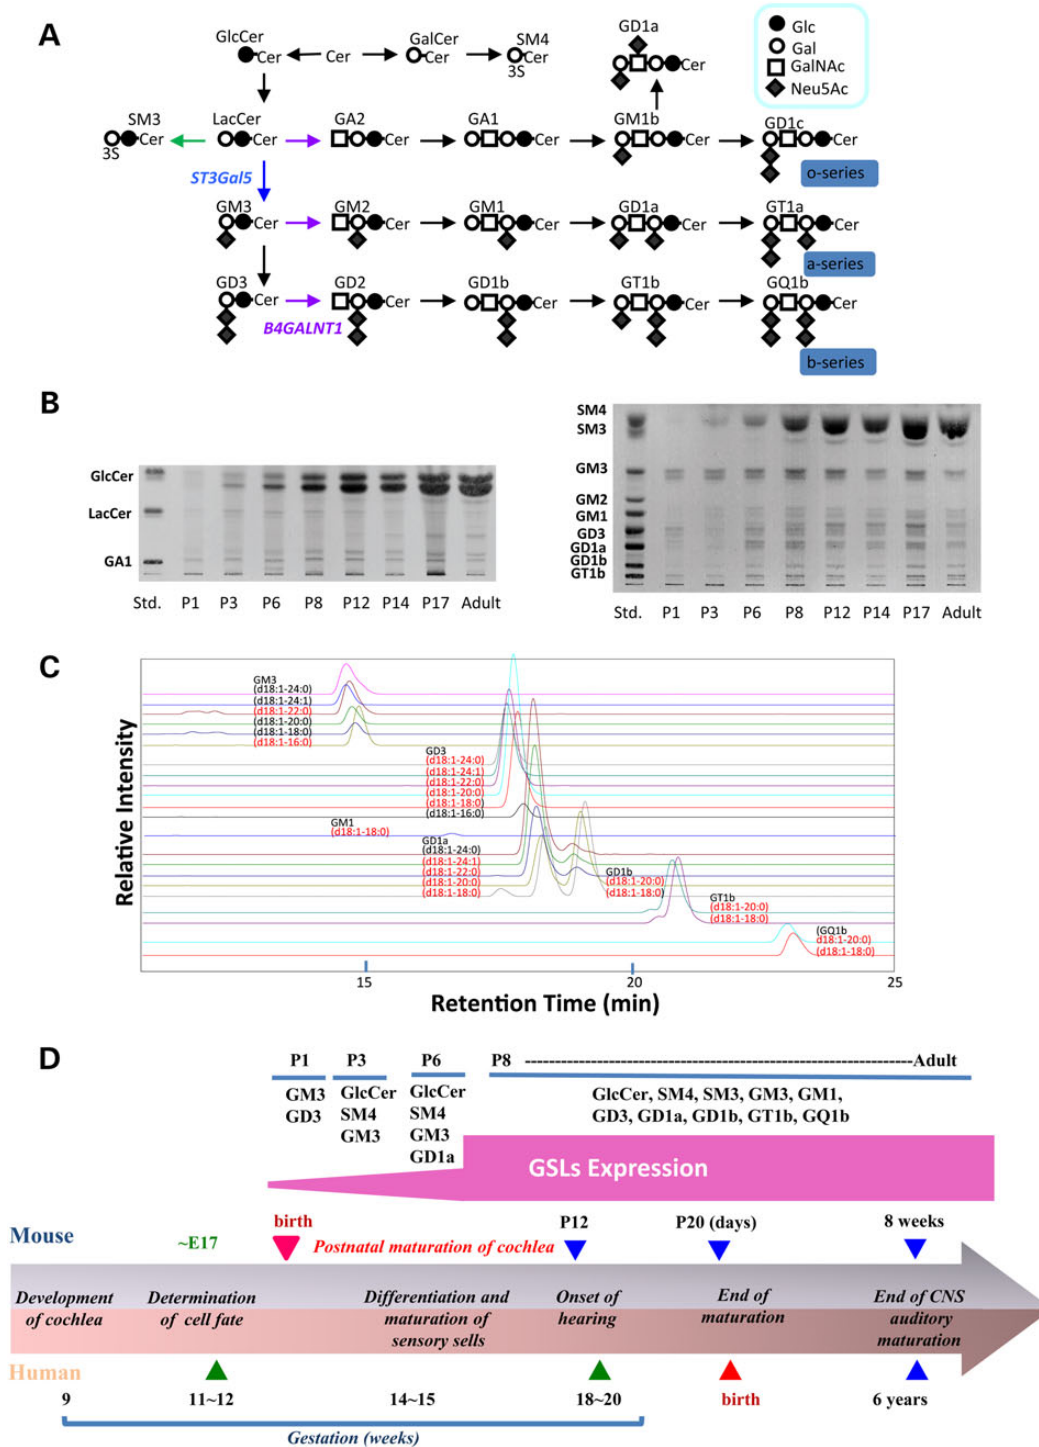 A
GlcCer
Cer
Cer
GalCer
Cer
SM4
Cer
3S
GD1a
Cer
Glc
Gal
GalNAc
Neu5Ac
SM3
Cer
3S
LacCer
Cer
GA2
Cer
GA1
Cer
GM1b
Cer
GD1c
Cer
o-series
ST3Gal5
GM3
Cer
GM2
Cer
GM1
Cer
GD1a
Cer
GT1a
Cer
a-series
GD3
Cer
GD2
Cer
GD1b
Cer
GT1b
Cer
GQ1b
Cer
B4GALNT1
b-series
B
GlcCer
LacCer
GA1
Std. P1 P3 P6 P8 P12 P14 P17 Adult
SM4
SM3
GM3
GM2
GM1
GD3
GD1a
GD1b
GT1b
Std. P1 P3 P6 P8 P12 P14 P17 Adult
C
Relative Intensity
GM3
(d18:1-24:0)
(d18:1-24:1)
(d18:1-22:0)
(d18:1-20:0)
(d18:1-18:0)
(d18:1-16:0)
GD3
(d18:1-24:0)
(d18:1-24:1)
(d18:1-22:0)
(d18:1-20:0)
(d18:1-18:0)
(d18:1-16:0)
GM1
(d18:1-18:0)
GD1a
(d18:1-24:0)
(d18:1-24:1)
(d18:1-22:0)
(d18:1-20:0)
(d18:1-18:0)
GD1b
(d18:1-20:0)
(d18:1-18:0)
GT1b
(d18:1-20:0)
(d18:1-18:0)
(GQ1b
d18:1-20:0)
(d18:1-18:0)
15 20 25
Retention Time (min)
D
P1 P3 P6 P8 ----------------------------------------------------Adult
GM3
GD3
GlcCer
SM4
GM3
GlcCer
SM4
GM3
GD1a
GlcCer, SM4, SM3, GM3, GM1,
GD3, GD1a, GD1b, GT1b, GQ1b
GSLs Expression
Mouse
~E17
birth
Postnatal maturation of cochlea
P12
P20 (days)
8 weeks
Development
of cochlea
Determination
of cell fate
Differentiation and
maturation of
sensory sells
Onset of
hearing
End of
maturation
End of CNS
auditory
maturation
Human
9 11~12 14~15 18~20 birth 6 years
Gestation (weeks)